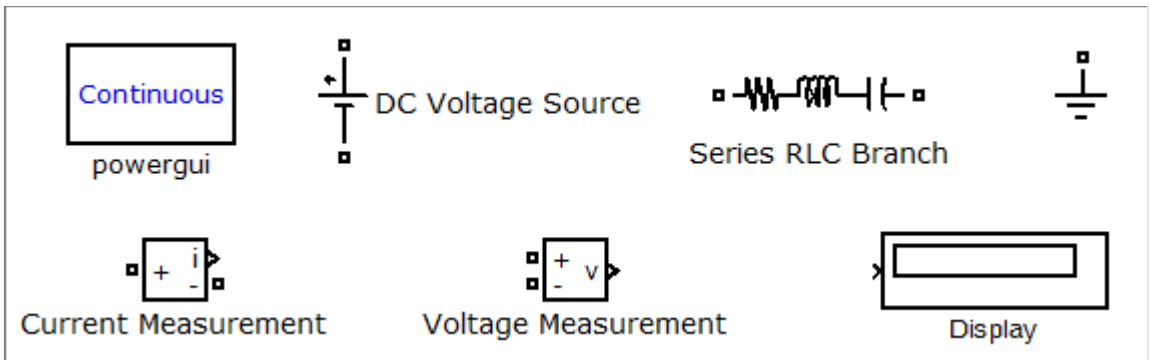 Continuous
powergui
DC Voltage Source
Series RLC Branch
+ i
-
Current Measurement
+
- v
Voltage Measurement
Display